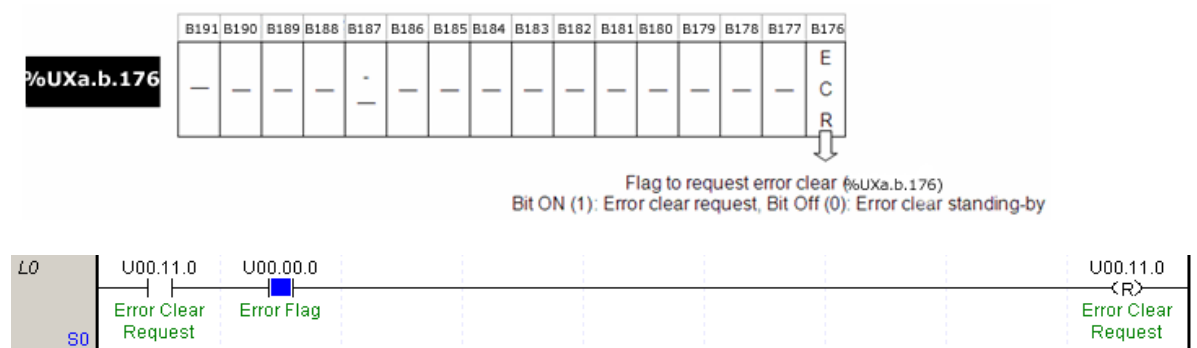 B191 B190 B189 B188 B187 B186 B185 B184 B183 B182 B181 B180 B179 B178 B177 B176
%UXa.b.176
— — — — - — — — — — — — — — — —
E
C
R
Flag to request error clear (%UXa.b.176)
Bit ON (1): Error clear request, Bit Off (0): Error clear standing-by
L0 U00.11.0 U00.00.0 U00.11.0
R
Error Clear Error Flag Error Clear
S0 Request Request